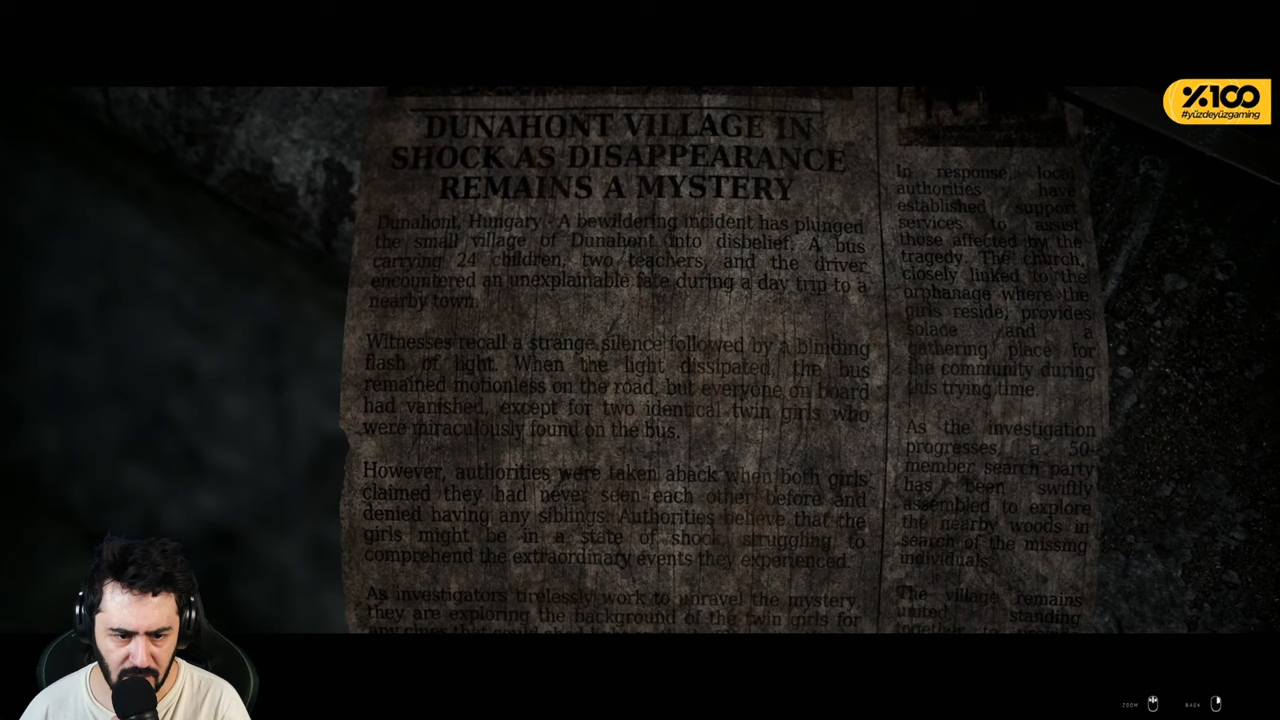 DUNAHONT VILLAGE IN
SHOCK AS DISAPPEARANCE
REMAINS A MYSTERY
Dunahont, Hungary - A bewildering incident has plunged
the small village of Dunahont into disbelief. A bus
carrying 24 children, two teachers, and the driver
encountered an unexplainable fate during a day trip to a
nearby town.
Witnesses recall a strange silence followed by a blinding
flash of light. When the light dissipated, the bus
remained motionless on the road, but everyone on board
had vanished, except for two identical twin girls who
were miraculously found on the bus.
However, authorities were taken aback when both girls
claimed they had never seen each other before and
denied having any siblings. Authorities believe that the
girls might be in a state of shock, struggling to
comprehend the extraordinary events they experienced.
As investigators tirelessly work to unravel the mystery,
they are exploring the background of the twin girls for
any clues that could shed
In response, local
authorities have
established support
services to assist
those affected by the
tragedy. The church,
closely linked to the
orphanage where the
girls reside, provides
solace and a
gathering place for
the community during
this trying time.
As the investigation
progresses, a 50-
member search party
has been swiftly
assembled to explore
the nearby woods in
search of the missing
individuals.
The village remains
united, standing
together to
%100
#yüzdeyüzgaming
ZOOM
BACK